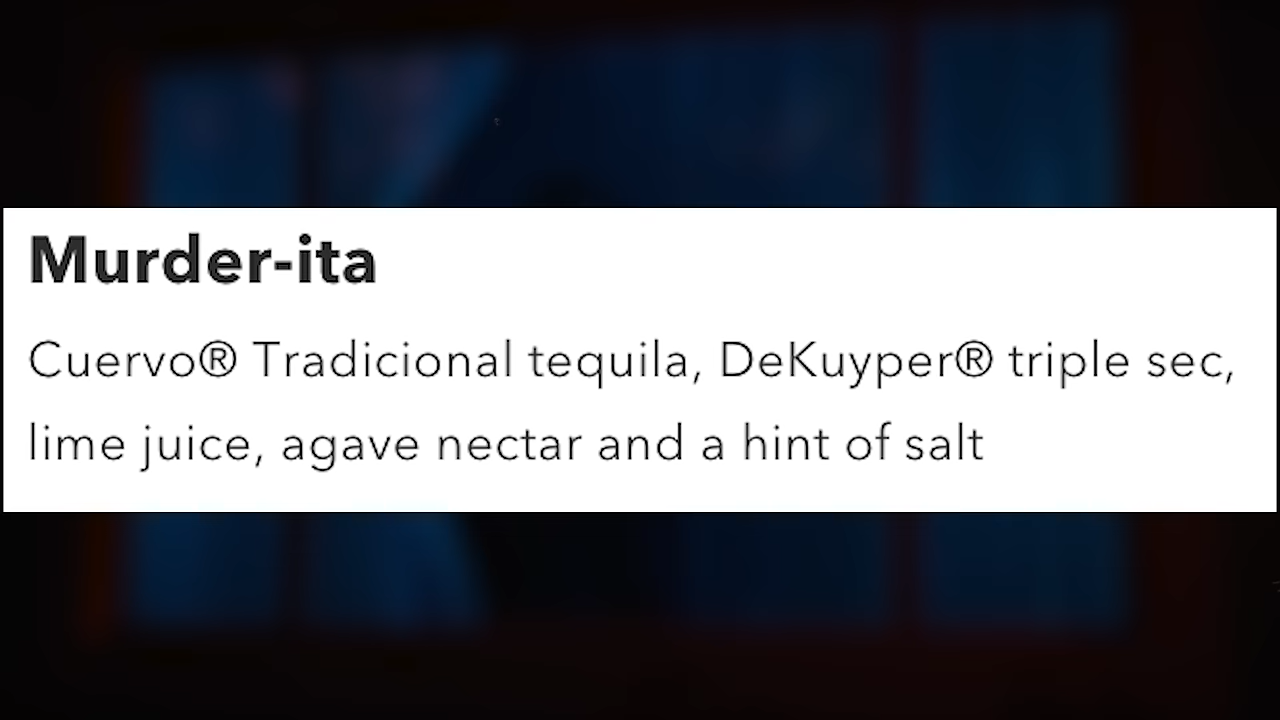 Murder-ita
Cuervo® Tradicional tequila, DeKuyper® triple sec,
lime juice, agave nectar and a hint of salt